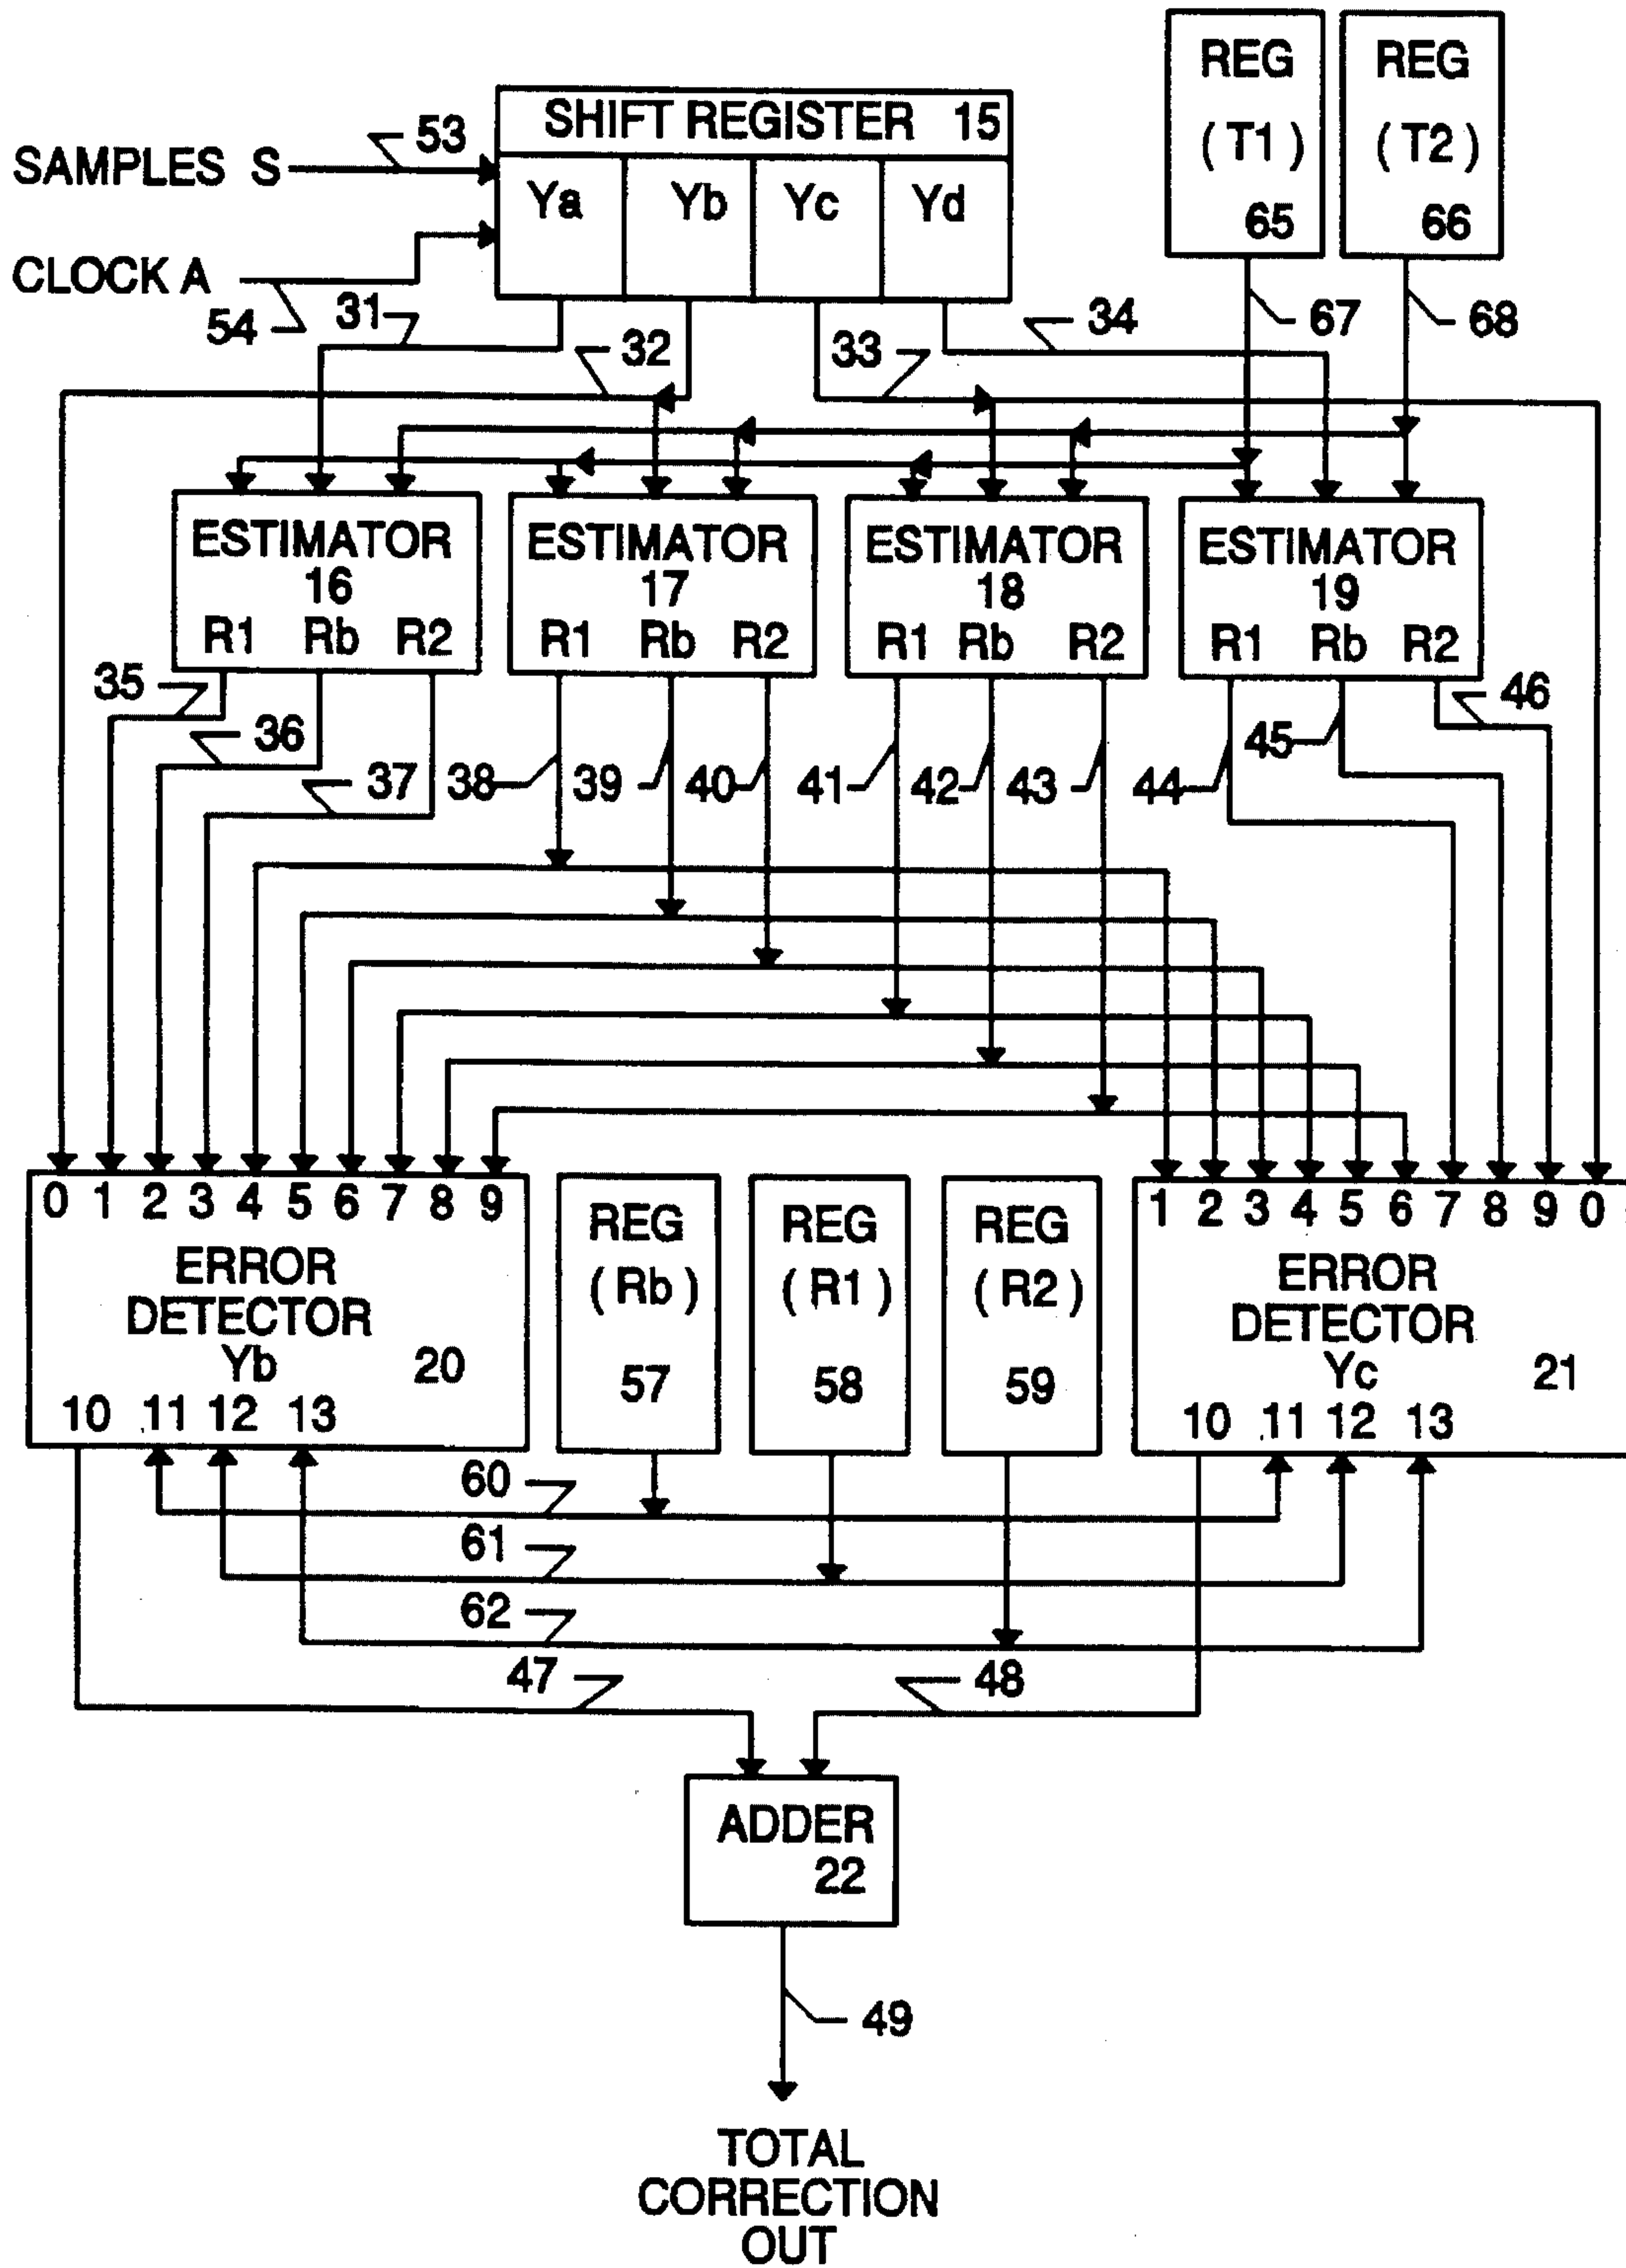 REG
REG
( T1 )
( T2 )
65
66
SHIFT REGISTER 15
53
SAMPLES S
Ya Yb Yc Yd
CLOCK A
54
31
32
33
34
67
68
ESTIMATOR
16
R1 Rb R2
ESTIMATOR
17
R1 Rb R2
ESTIMATOR
18
R1 Rb R2
ESTIMATOR
19
R1 Rb R2
35
36
37
38
39
40
41
42
43
44
45
46
0 1 2 3 4 5 6 7 8 9
ERROR
DETECTOR
Yb 20
10 11 12 13
REG
( Rb )
57
REG
( R1 )
58
REG
( R2 )
59
1 2 3 4 5 6 7 8 9 0
ERROR
DETECTOR
Yc 21
10 11 12 13
60
61
62
47
48
ADDER
22
49
TOTAL
CORRECTION
OUT